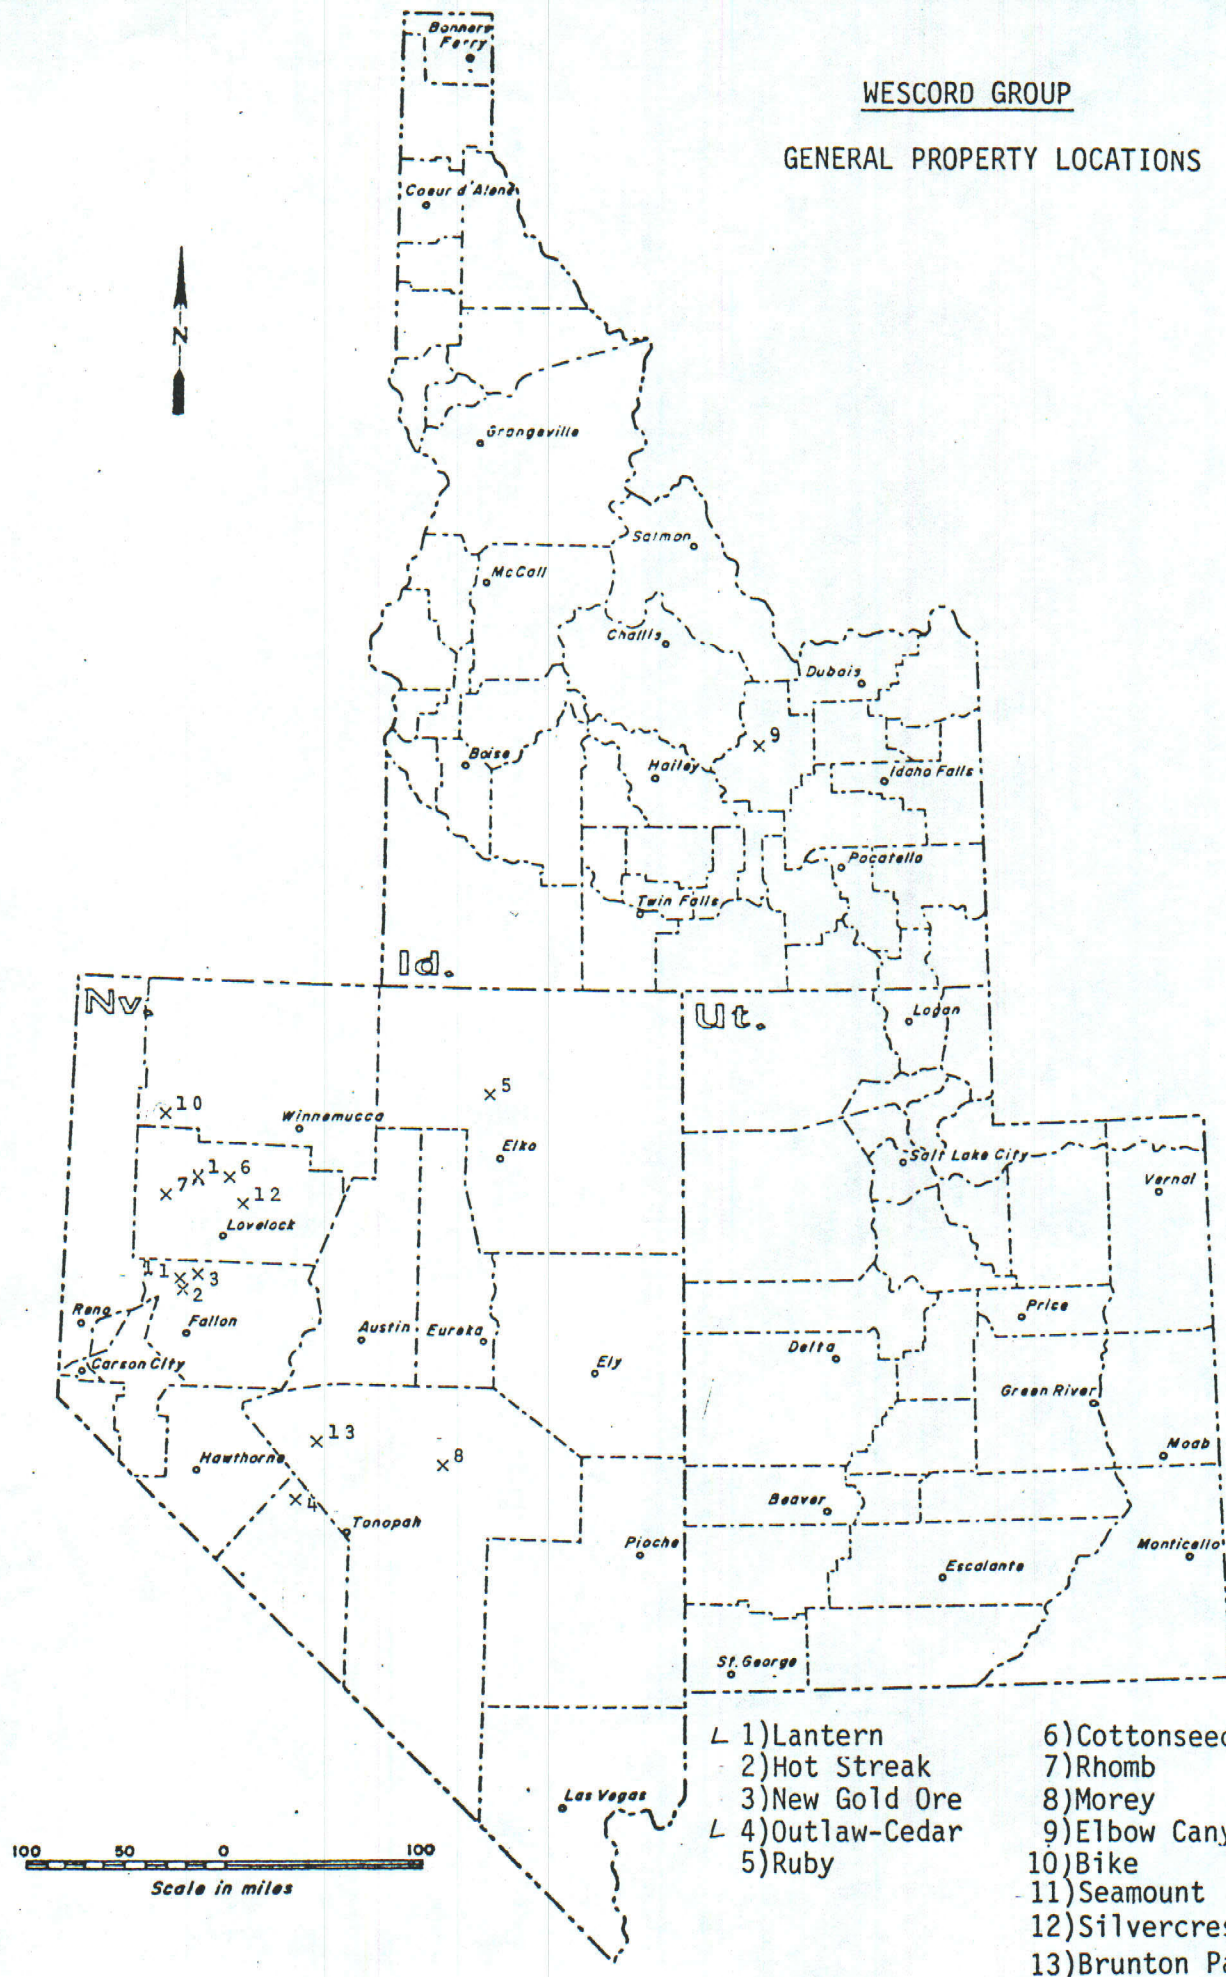 WESCORD GROUP
GENERAL PROPERTY LOCATIONS
Bonners
Ferry
Coeur d'Alene
N
Grangeville
Salmon
McCall
Challis
Dubois
9
Boise
Hailey
Idaho Falls
Pocatello
Twin Falls
Id.
Nv
Ut.
Logan
5
10
Winnemucca
Elko
Salt Lake City
1
6
7
12
Vernal
Lovelock
11
3
2
Reno
Fallon
Price
Austin
Eureka
Delta
Carson City
Ely
Green River
13
Hawthorne
8
Moab
4
Beaver
Tonopah
Pioche
Monticello
Escalante
St. George
1)Lantern
2)Hot Streak
3)New Gold Ore
4)Outlaw-Cedar
5)Ruby
6)Cottonseed
7)Rhomb
8)Morey
9)Elbow
10)Bike
11)Seamount
12)
13)Brunton
Las Vegas
100 50 0 100
Scale in miles